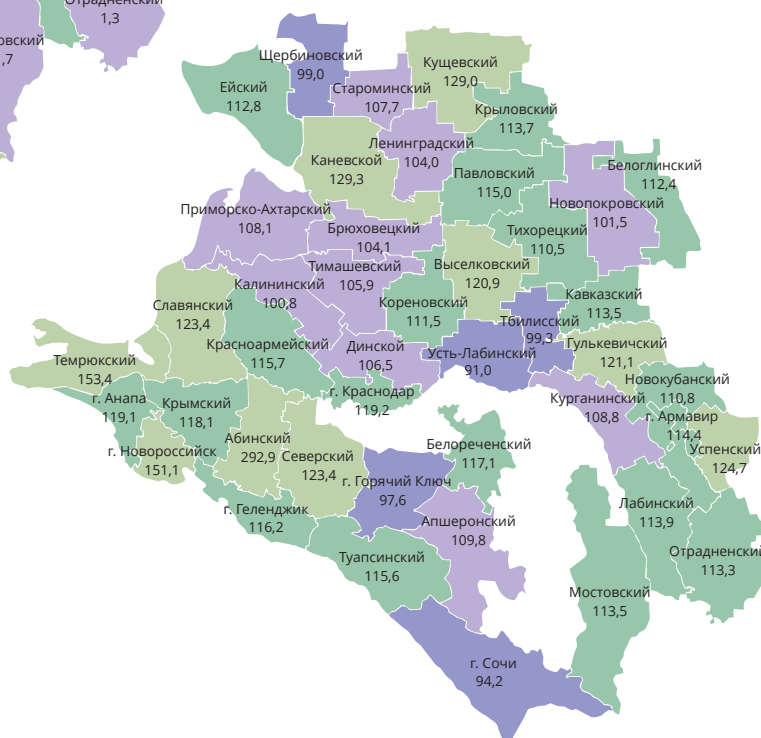 Отрадненский
1,3
овский
,7
Щербиновский
99,0
Кущевский
129,0
Ейский
112,8
Староминский
107,7
Крыловский
113,7
Ленинградский
104,0
Каневской
129,3
Павловский
115,0
Белоглинский
112,4
Новопокровский
101,5
Приморско-Ахтарский
108,1
Брюховецкий
104,1
Тихорецкий
110,5
Тимашевский
105,9
Выселковский
120,9
Калининский
100,8
Славянский
123,4
Кореновский
111,5
Кавказский
113,5
Тбилисский
99,3
Красноармейский
115,7
Динской
106,5
Усть-Лабинский
91,0
Гулькевичский
121,1
Темрюкский
153,4
г. Краснодар
119,2
Новокубанский
110,8
г. Анапа
119,1
Крымский
118,1
Курганинский
108,8
г. Армавир
114,4
Абинский
292,9
Северский
123,4
Белореченский
117,1
г. Новороссийск
151,1
Успенский
124,7
г. Горячий Ключ
97,6
г. Геленджик
116,2
Апшеронский
109,8
Лабинский
113,9
Туапсинский
115,6
Отрадненский
113,3
Мостовский
113,5
г. Сочи
94,2